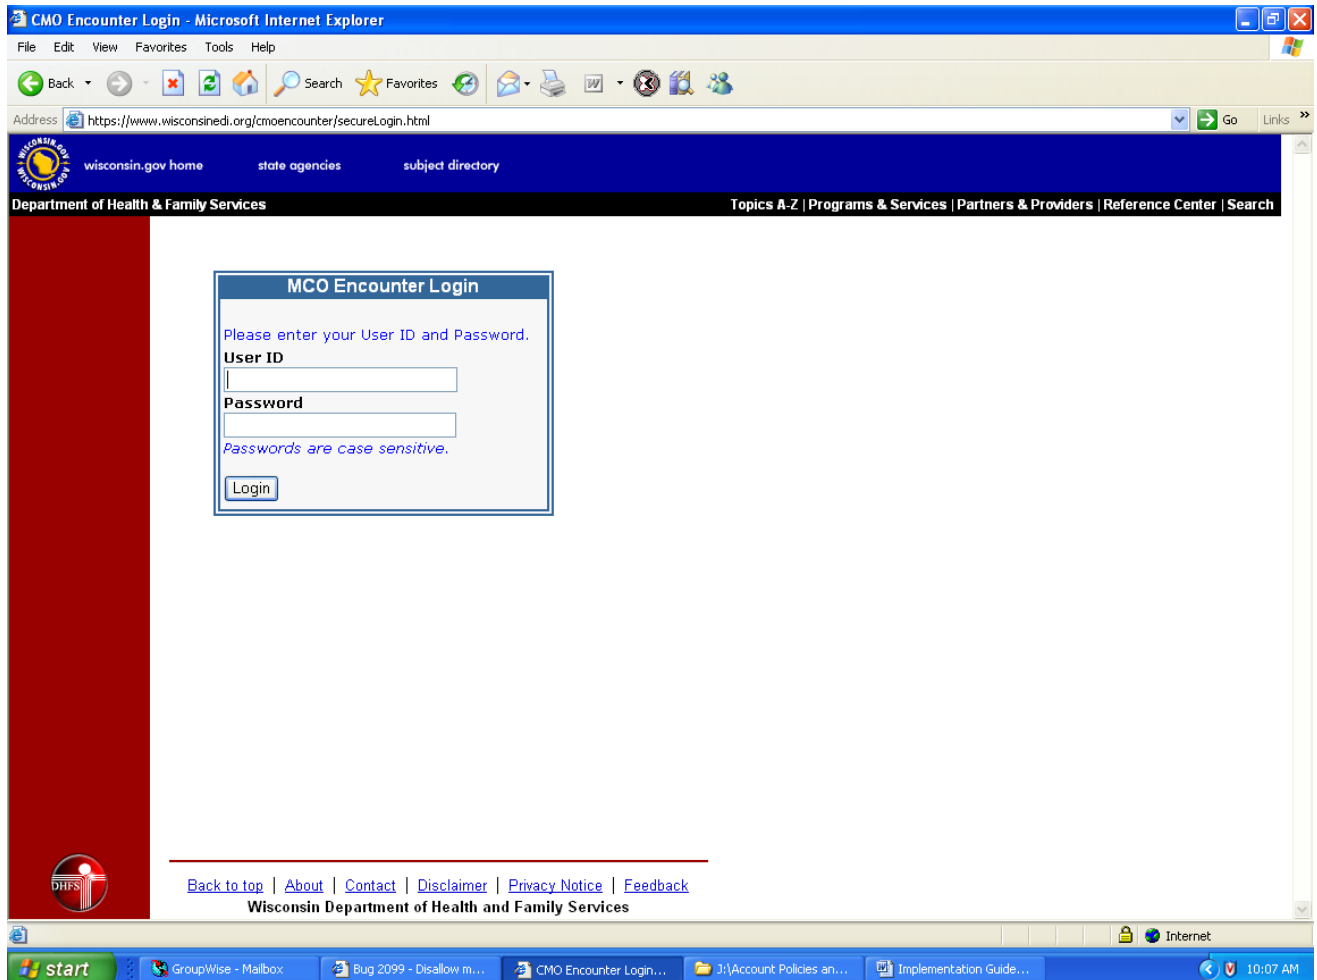 CMO Encounter Login - Microsoft Internet Explorer
File Edit View Favorites Tools Help
Back Search Favorites
Address https://www.wisconsinedi.org/cmoencounter/secureLogin.html Go Links »
WISCONSIN.GOV WISCONSIN.GOV wisconsin.gov home state agencies subject directory
Department of Health & Family Services Topics A-Z | Programs & Services | Partners & Providers | Reference Center | Search
MCO Encounter Login
Please enter your User ID and Password.
User ID
Password
Passwords are case sensitive.
Login
DHFS
Back to top | About | Contact | Disclaimer | Privacy Notice | Feedback
Wisconsin Department of Health and Family Services
Internet
start GroupWise - Mailbox Bug 2099 - Disallow m... CMO Encounter Login... J:\Account Policies an... Implementation Guide... 10:07 AM